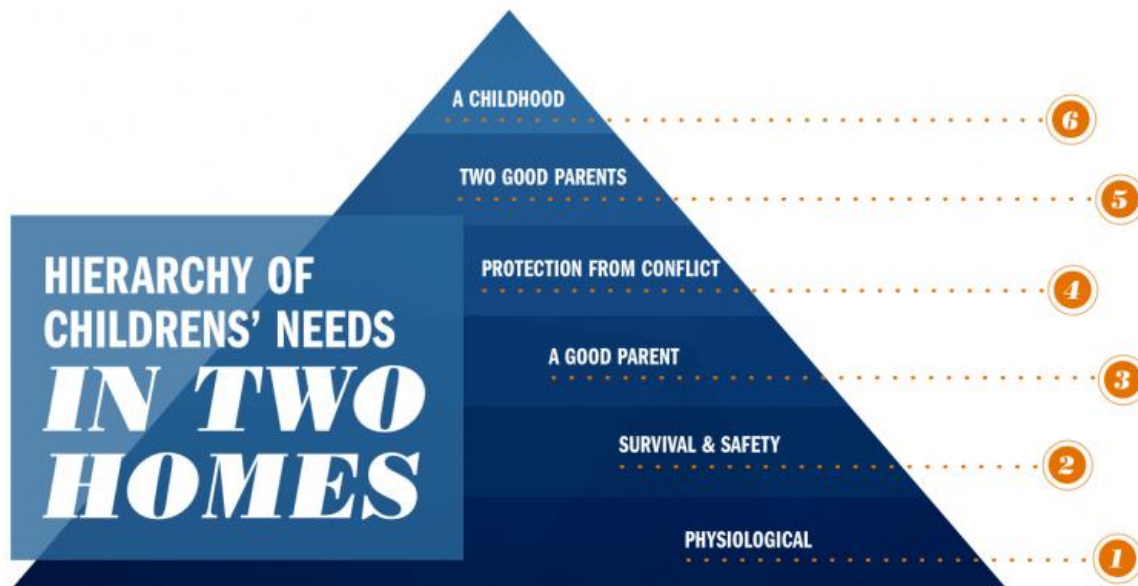 A CHILDHOOD
6
TWO GOOD PARENTS
5
PROTECTION FROM CONFLICT
4
A GOOD PARENT
3
SURVIVAL & SAFETY
2
PHYSIOLOGICAL
1
HIERARCHY OF
CHILDRENS' NEEDS
IN TWO
HOMES